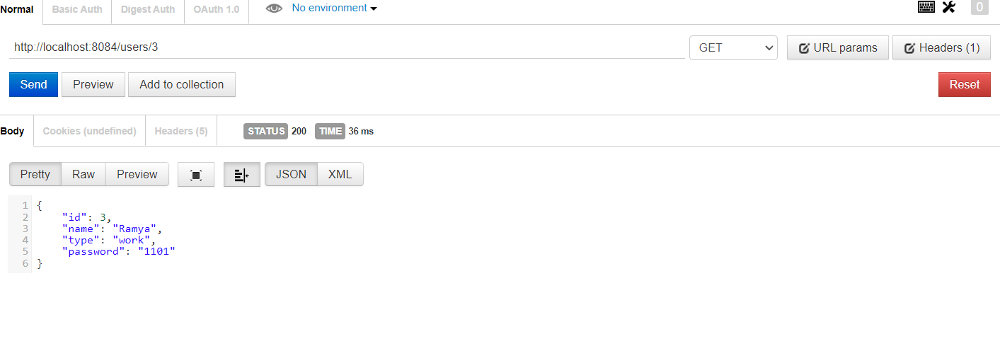 Normal Basic Auth Digest Auth OAuth 1.0 No environment 0
http://localhost:8084/users/3 GET URL params Headers (1)
Send Preview Add to collection Reset
Body Cookies (undefined) Headers (5) STATUS 200 TIME 36 ms
Pretty Raw Preview JSON XML
1 {
2 "id": 3,
3 "name": "Ramya",
4 "type": "work",
5 "password": "1101"
6 }